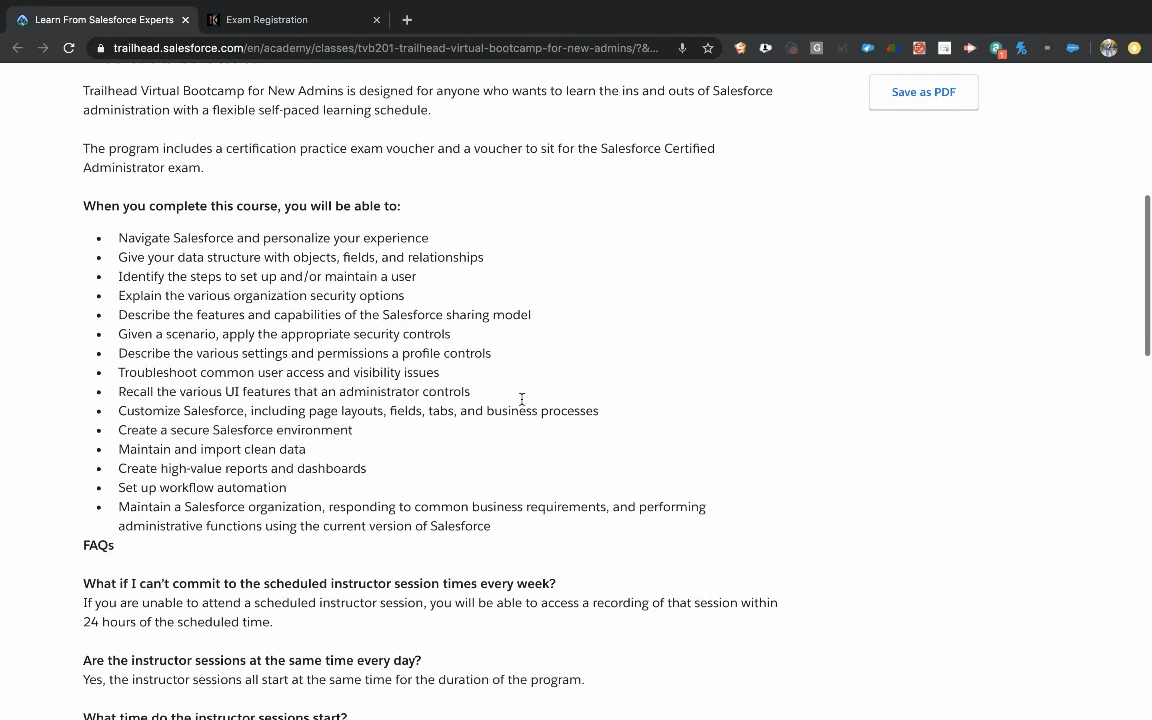 Learn From Salesforce Experts
Exam Registration
trailhead.salesforce.com/en/academy/classes/tvb201-trailhead-virtual-bootcamp-for-new-admins/?&...
Trailhead Virtual Bootcamp for New Admins is designed for anyone who wants to learn the ins and outs of Salesforce
administration with a flexible self-paced learning schedule.
Save as PDF
The program includes a certification practice exam voucher and a voucher to sit for the Salesforce Certified
Administrator exam.
When you complete this course, you will be able to:
• Navigate Salesforce and personalize your experience
• Give your data structure with objects, fields, and relationships
• Identify the steps to set up and/or maintain a user
• Explain the various organization security options
• Describe the features and capabilities of the Salesforce sharing model
• Given a scenario, apply the appropriate security controls
• Describe the various settings and permissions a profile controls
• Troubleshoot common user access and visibility issues
• Recall the various UI features that an administrator controls
• Customize Salesforce, including page layouts, fields, tabs, and business processes
• Create a secure Salesforce environment
• Maintain and import clean data
• Create high-value reports and dashboards
• Set up workflow automation
• Maintain a Salesforce organization, responding to common business requirements, and performing
administrative functions using the current version of Salesforce
FAQs
What if I can't commit to the scheduled instructor session times every week?
If you are unable to attend a scheduled instructor session, you will be able to access a recording of that session within
24 hours of the scheduled time.
Are the instructor sessions at the same time every day?
Yes, the instructor sessions all start at the same time for the duration of the program.
What time do the instructor sessions start?